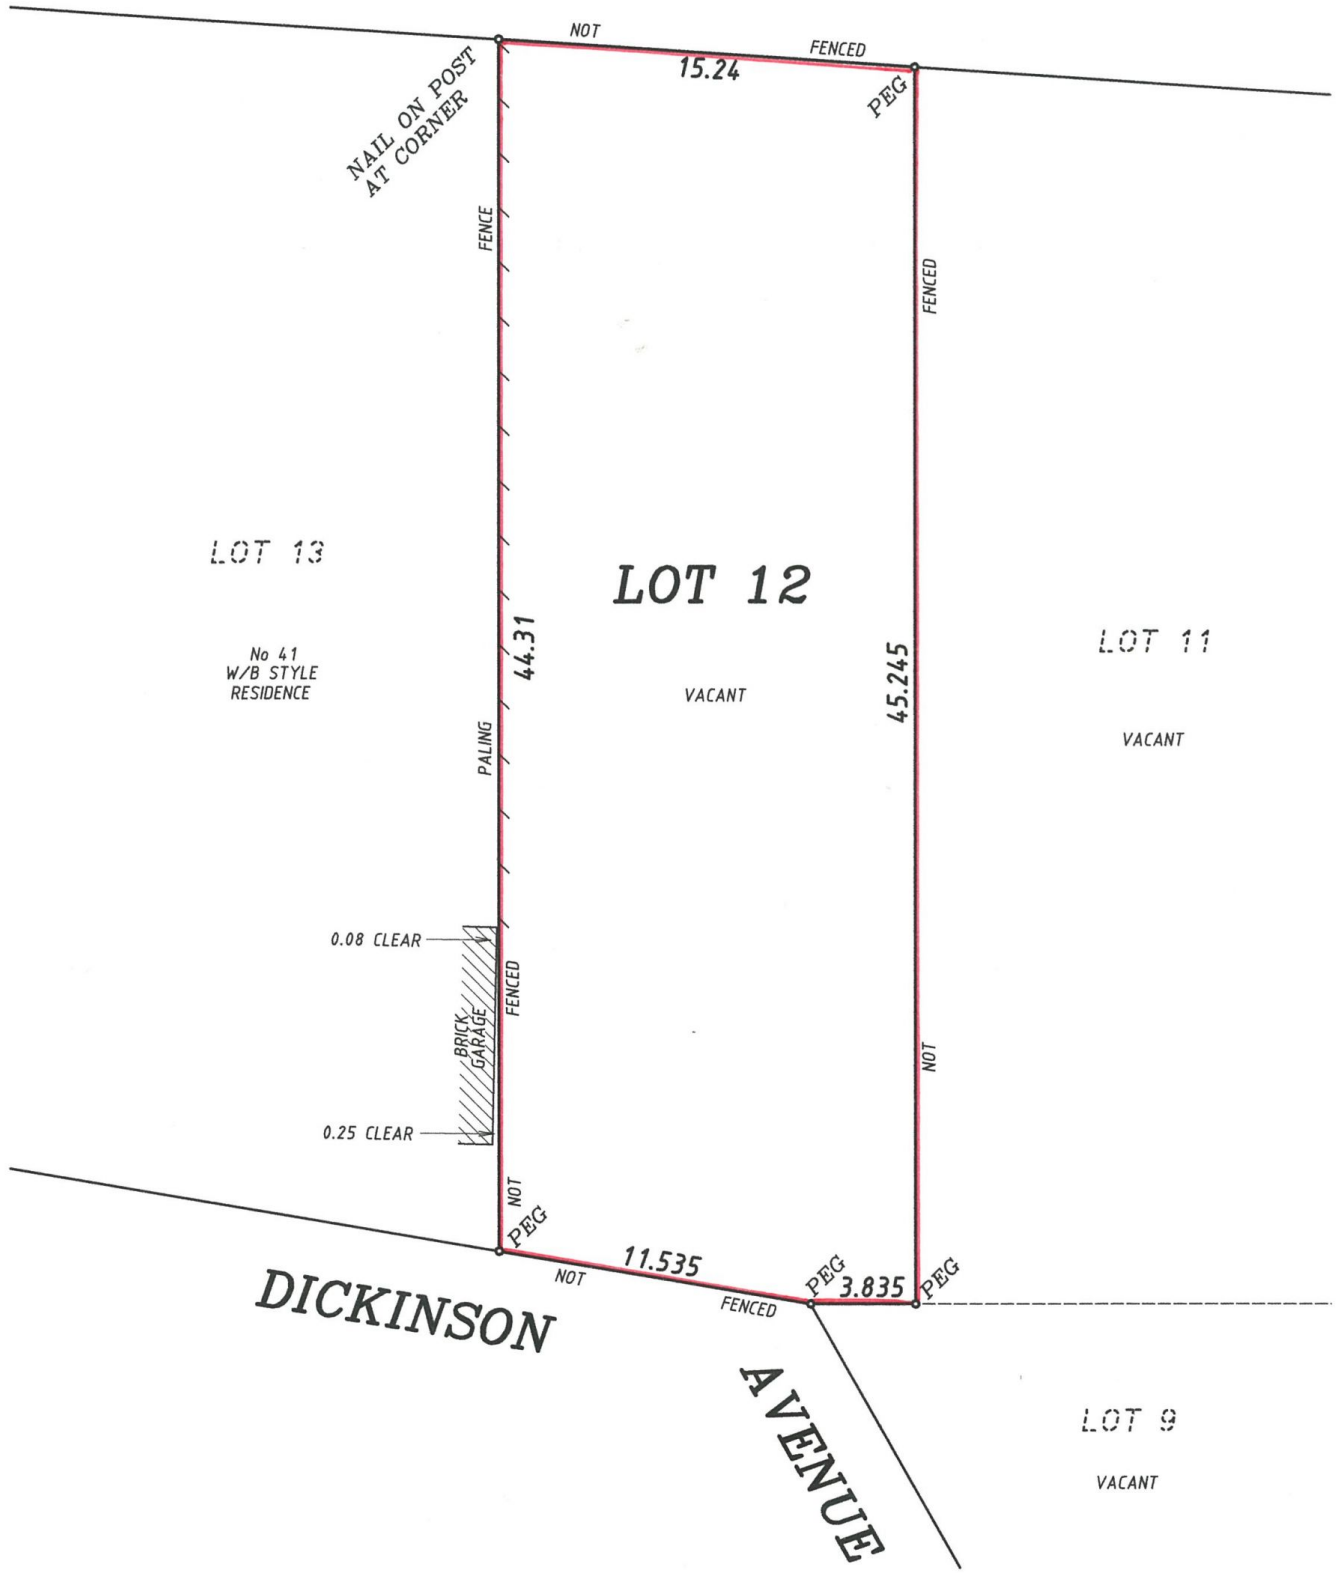 NOT
FENCED
15.24
NAIL ON POST
AT CORNER
PEG
FENCE
FENCED
LOT 13
LOT 12
44.31
No 41
W/B STYLE
RESIDENCE
VACANT
45.245
LOT 11
VACANT
PALING
0.08 CLEAR
FENCED
BRICK
GARAGE
NOT
0.25 CLEAR
NOT
PEG
11.535
NOT
FENCED
PEG
3.835
PEG
DICKINSON
AVENUE
LOT 9
VACANT